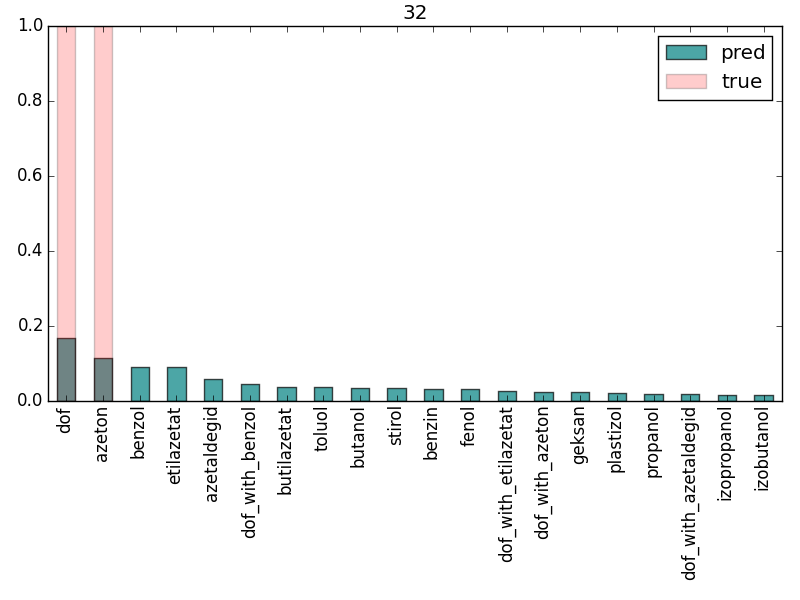 32
1.0
0.8
0.6
0.4
0.2
0.0
pred
true
dof
azeton
benzol
etilazetat
azetaldegid
dof_with_benzol
butilazetat
toluol
butanol
stirol
benzin
fenol
dof_with_etilazetat
dof_with_azeton
geksan
plastizol
propanol
dof_with_azetaldegid
izopropanol
izobutanol